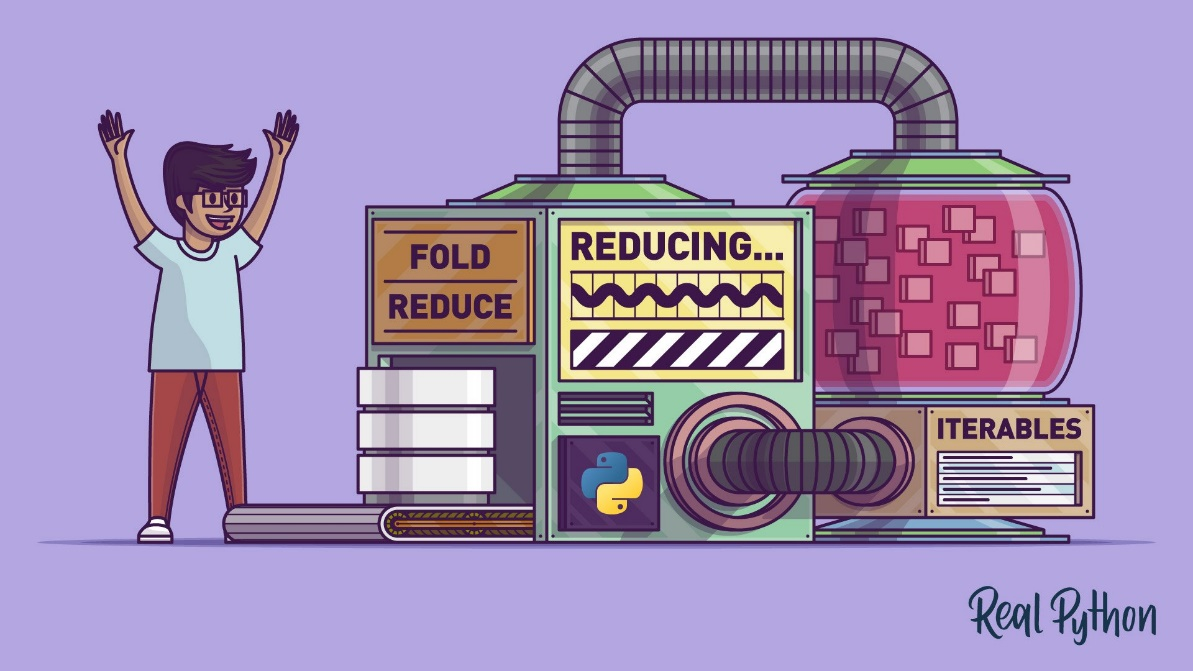 FOLD
REDUCE
REDUCING...
ITERABLES
Real Python